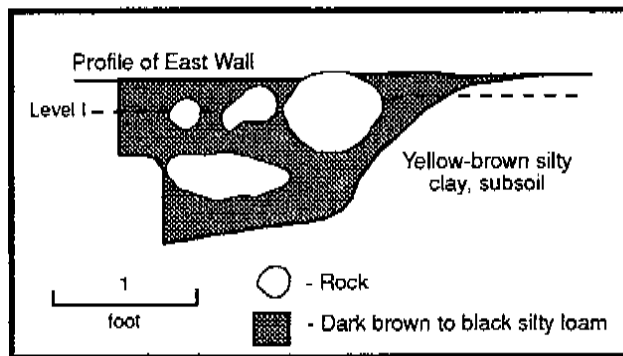 Profile of East Wall
Level I
Yellow-brown silty
clay, subsoil
1
foot
- Rock
- Dark brown to black silty loam